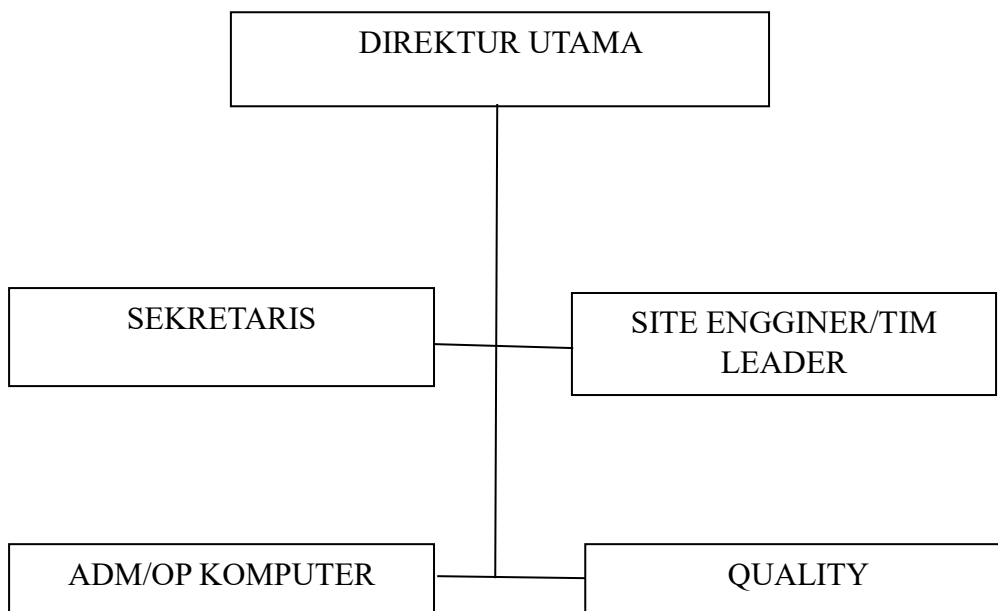 DIREKTUR UTAMA
SEKRETARIS
SITE ENGGINER/TIM
LEADER
ADM/OP KOMPUTER
QUALITY